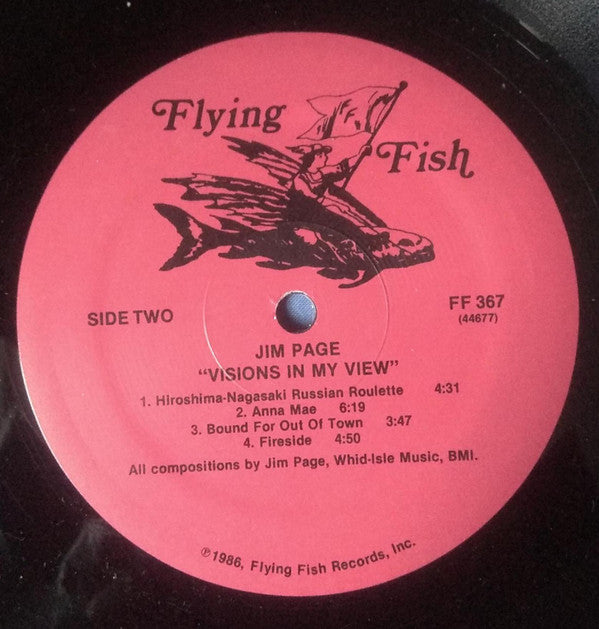 Flying
Fish
SIDE TWO
FF 367
(44677)
JIM PAGE
"VISIONS IN MY VIEW"
1. Hiroshima-Nagasaki Russian Roulette 4:31
2. Anna Mae 6:19
3. Bound For Out Of Town 3:47
4. Fireside 4:50
All compositions by Jim Page, Whid-Isle Music, BMI.
℗1986, Flying Fish Records, Inc.